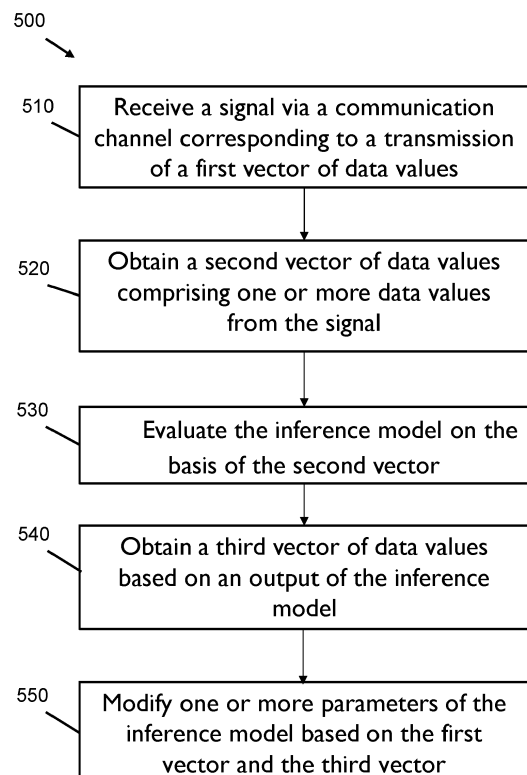 500
510
Receive a signal via a communication
channel corresponding to a transmission
of a first vector of data values
520
Obtain a second vector of data values
comprising one or more data values
from the signal
530
Evaluate the inference model on the
basis of the second vector
540
Obtain a third vector of data values
based on an output of the inference
model
550
Modify one or more parameters of the
inference model based on the first
vector and the third vector